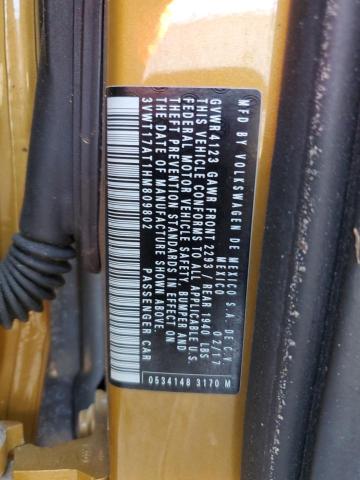 MFD BY VOLKSWAGEN DE MEXICO S.A. DE C.V.
MEXICO 02/17
GVWR 4123 GAWR FRONT 2293 / REAR 1940 LBS
THIS VEHICLE CONFORMS TO ALL APPLICABLE U.S.
FEDERAL MOTOR VEHICLE SAFETY, BUMPER AND
THEFT PREVENTION STANDARDS IN EFFECT ON
THE DATE OF MANUFACTURE SHOWN ABOVE.
3VWT17AT1HM809802 PASSENGER CAR
0534148 3170 M